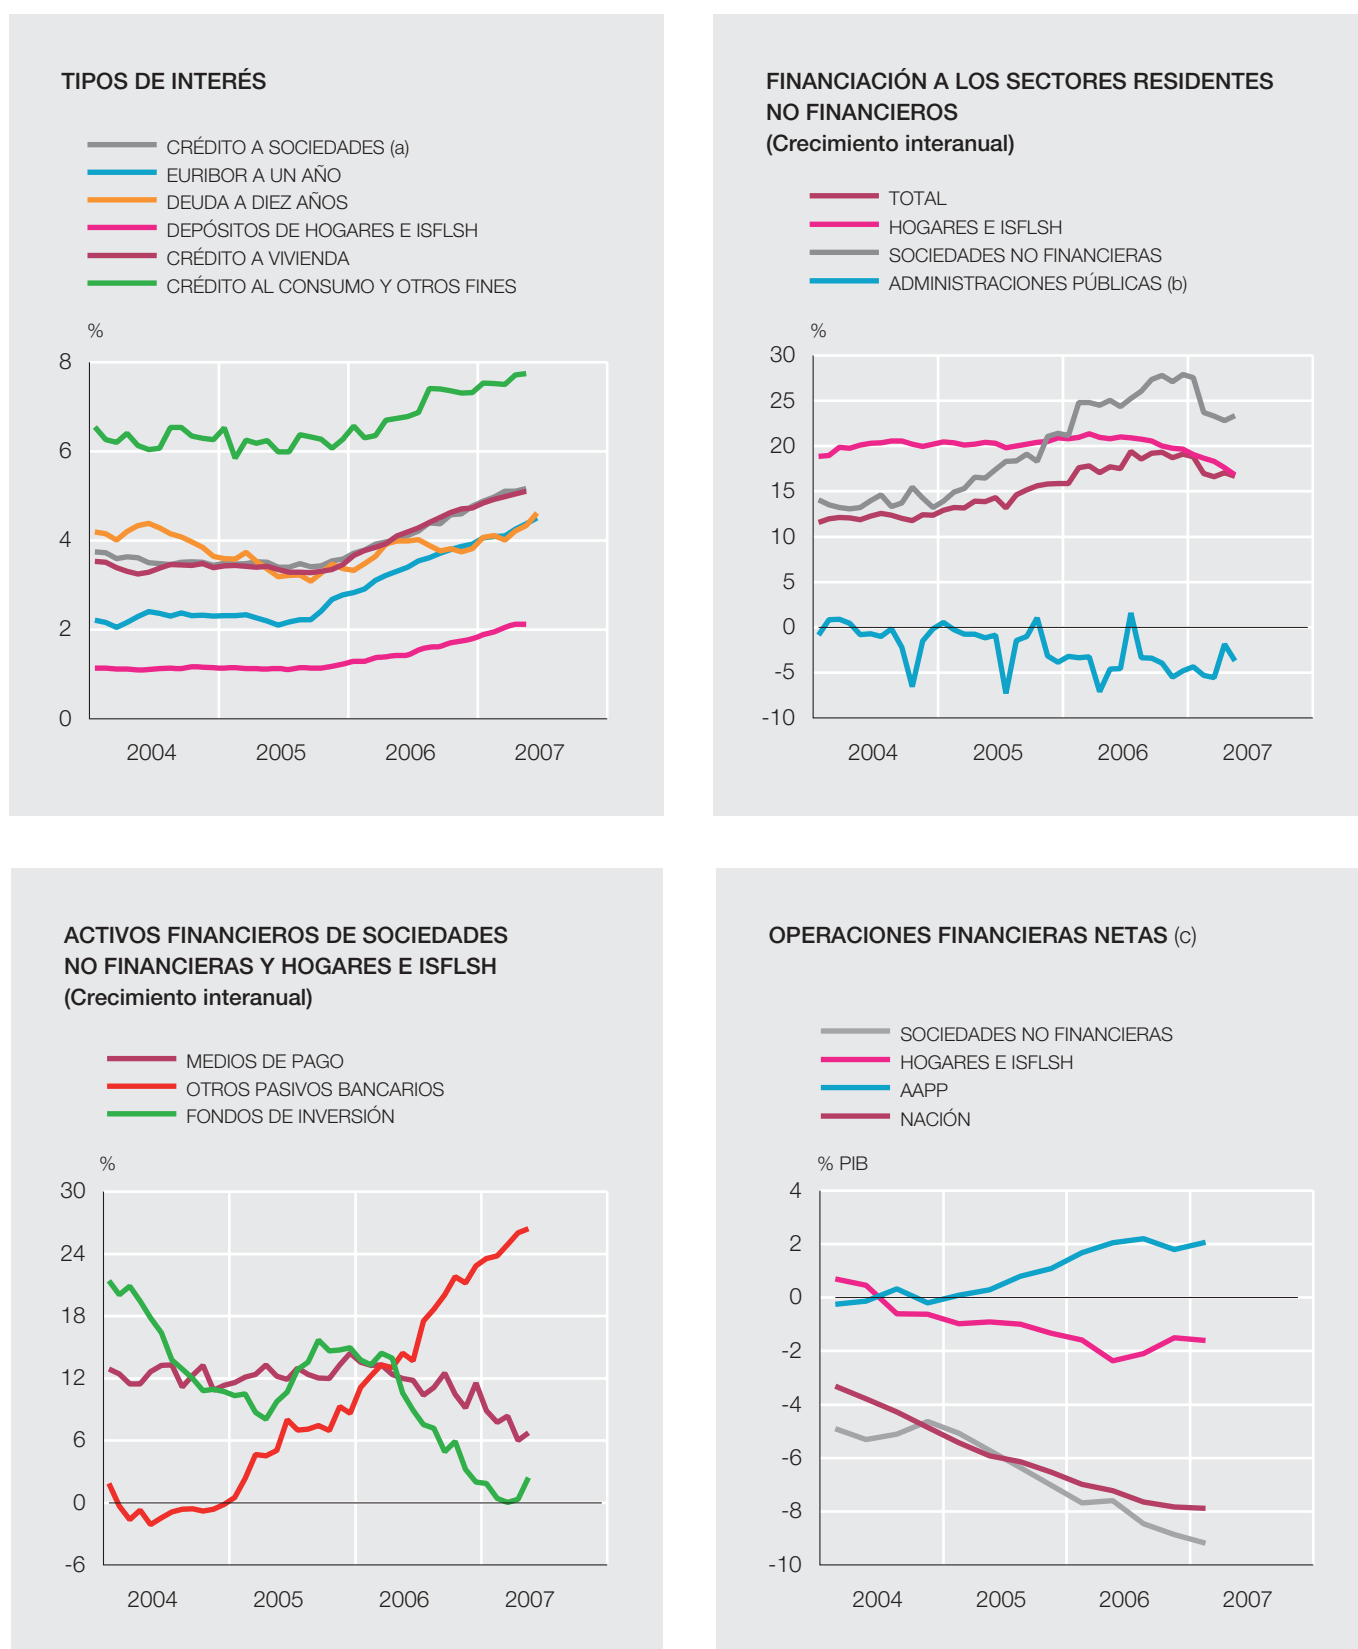 TIPOS DE INTERÉS
CRÉDITO A SOCIEDADES (a)
EURIBOR A UN AÑO
DEUDA A DIEZ AÑOS
DEPÓSITOS DE HOGARES E ISFLSH
CRÉDITO A VIVIENDA
CRÉDITO AL CONSUMO Y OTROS FINES
%
8
6
4
2
0
2004 2005 2006 2007
FINANCIACIÓN A LOS SECTORES RESIDENTES
NO FINANCIEROS
(Crecimiento interanual)
TOTAL
HOGARES E ISFLSH
SOCIEDADES NO FINANCIERAS
ADMINISTRACIONES PÚBLICAS (b)
%
30
25
20
15
10
5
0
-5
-10
2004 2005 2006 2007
ACTIVOS FINANCIEROS DE SOCIEDADES
NO FINANCIERAS Y HOGARES E ISFLSH
(Crecimiento interanual)
MEDIOS DE PAGO
OTROS PASIVOS BANCARIOS
FONDOS DE INVERSIÓN
%
30
24
18
12
6
0
-6
2004 2005 2006 2007
OPERACIONES FINANCIERAS NETAS (c)
SOCIEDADES NO FINANCIERAS
HOGARES E ISFLSH
AAPP
NACIÓN
% PIB
4
2
0
-2
-4
-6
-8
-10
2004 2005 2006 2007